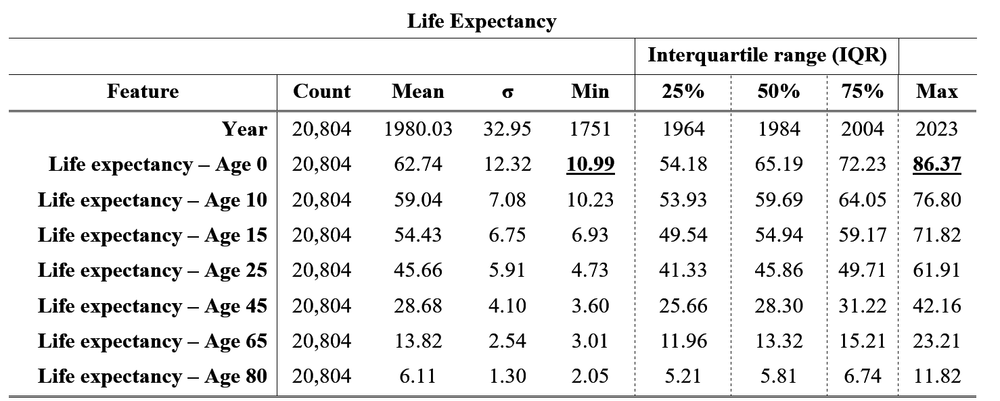 Life Expectancy
Interquartile range (IQR)
Feature Count Mean σ Min 25% 50% 75% Max
Year 20,804 1980.03 32.95 1751 1964 1984 2004 2023
Life expectancy – Age 0 20,804 62.74 12.32 10.99 54.18 65.19 72.23 86.37
Life expectancy – Age 10 20,804 59.04 7.08 10.23 53.93 59.69 64.05 76.80
Life expectancy – Age 15 20,804 54.43 6.75 6.93 49.54 54.94 59.17 71.82
Life expectancy – Age 25 20,804 45.66 5.91 4.73 41.33 45.86 49.71 61.91
Life expectancy – Age 45 20,804 28.68 4.10 3.60 25.66 28.30 31.22 42.16
Life expectancy – Age 65 20,804 13.82 2.54 3.01 11.96 13.32 15.21 23.21
Life expectancy – Age 80 20,804 6.11 1.30 2.05 5.21 5.81 6.74 11.82